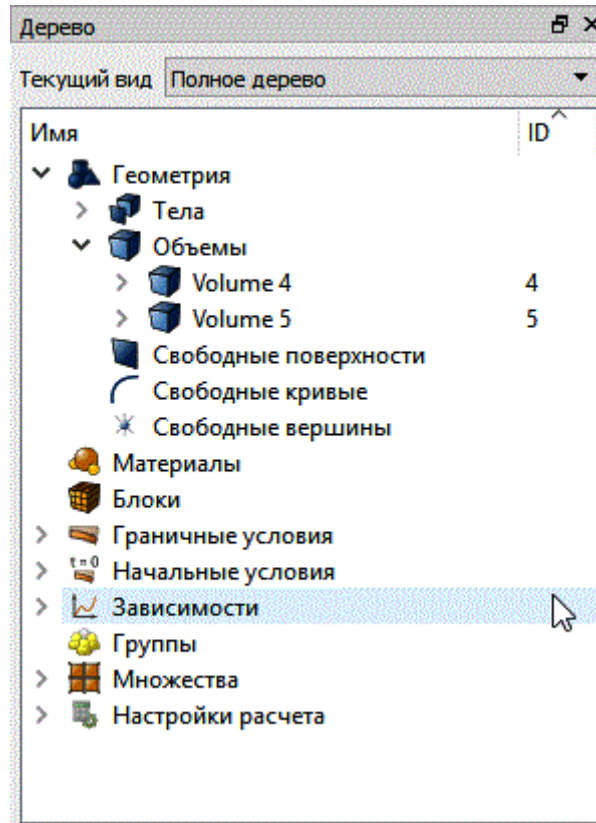 Дерево
Текущий вид Полное дерево
Имя ID
Геометрия
Тела
Объемы
Volume 4 4
Volume 5 5
Свободные поверхности
Свободные кривые
Свободные вершины
Материалы
Блоки
Граничные условия
t = 0 Начальные условия
Зависимости
Группы
Множества
Настройки расчета